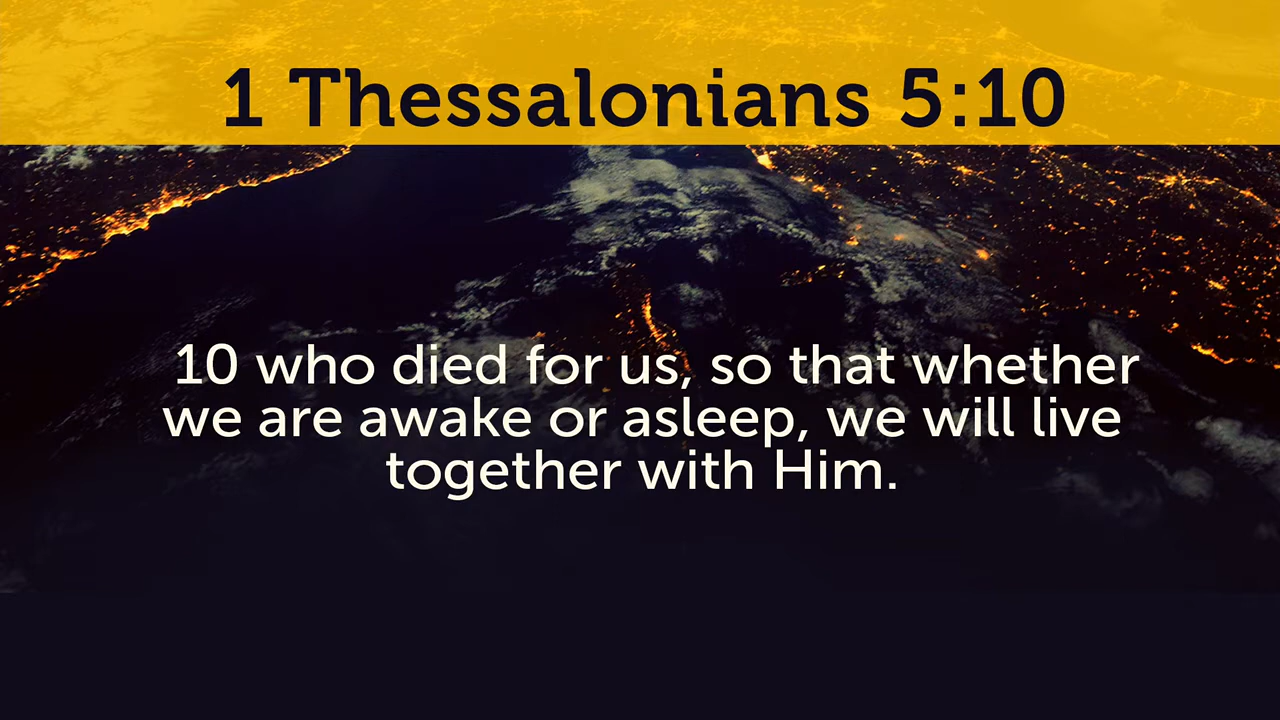 1 Thessalonians 5:10
10 who died for us, so that whether
we are awake or asleep, we will live
together with Him.